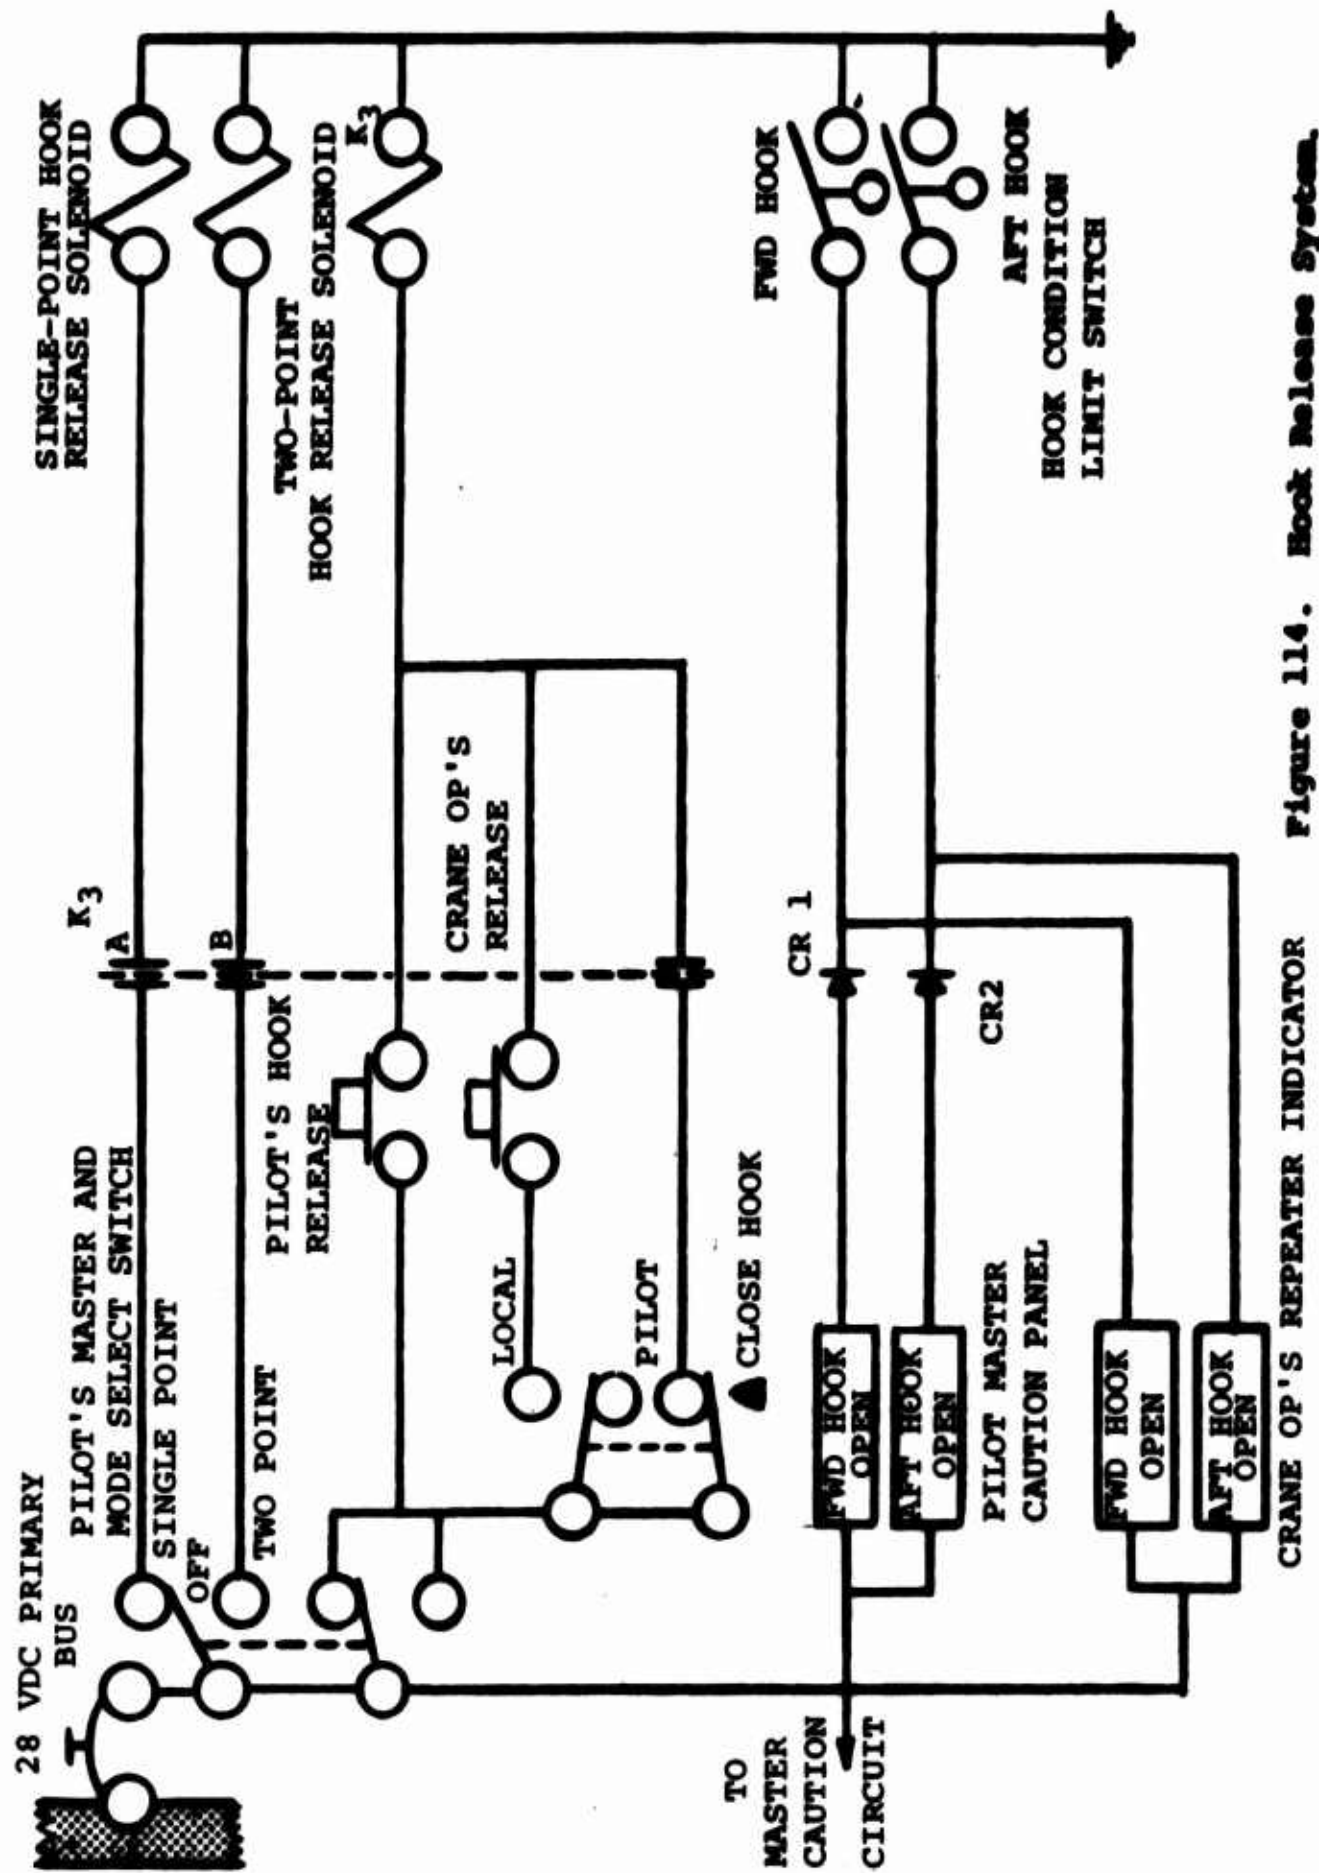 28 VDC PRIMARY
BUS
PILOT'S MASTER AND
MODE SELECT SWITCH
SINGLE POINT
OFF
TWO POINT
K3
A
B
SINGLE-POINT HOOK
RELEASE SOLENOID
TWO-POINT
HOOK RELEASE SOLENOID
K3
PILOT'S HOOK
RELEASE
CRANE OP'S
RELEASE
LOCAL
PILOT
CLOSE HOOK
TO
MASTER
CAUTION
CIRCUIT
FWD HOOK
OPEN
AFT HOOK
OPEN
PILOT MASTER
CAUTION PANEL
CR 1
CR2
FWD HOOK
AFT HOOK
HOOK CONDITION
LIMIT SWITCH
FWD HOOK
OPEN
AFT HOOK
OPEN
CRANE OP'S REPEATER INDICATOR
Figure 114. Hook Release System.